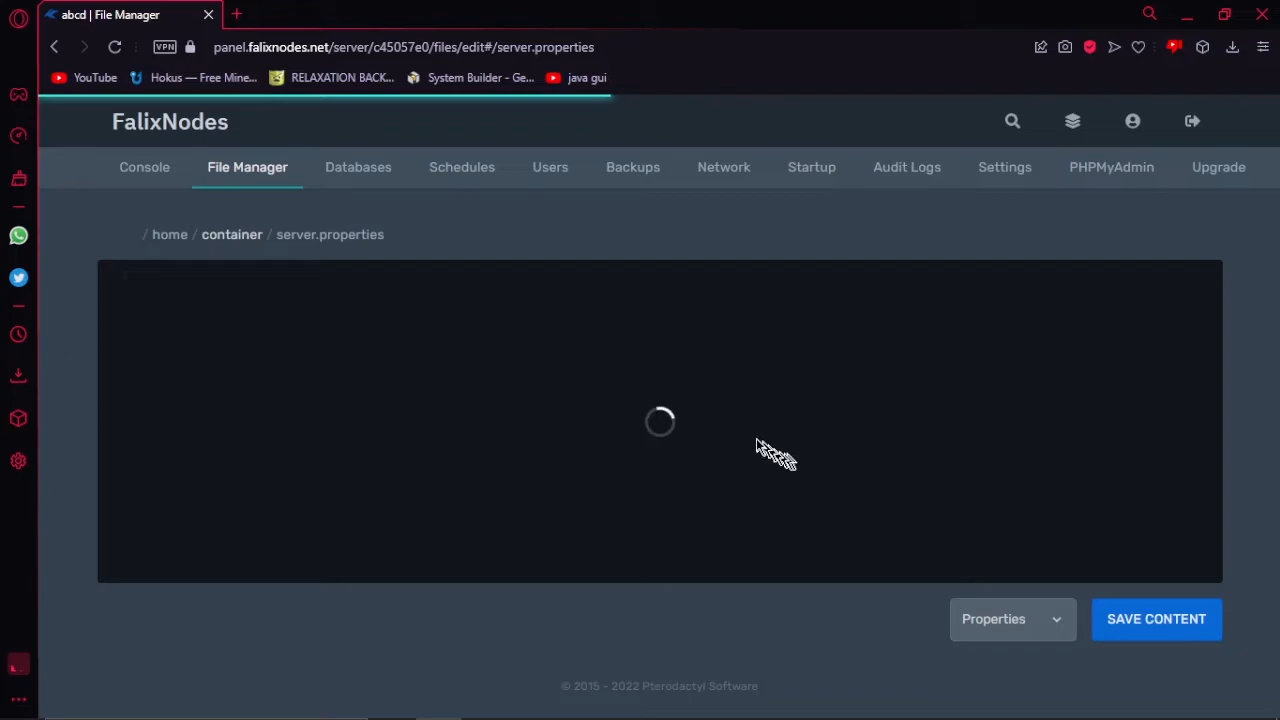 abcd | File Manager
VPN
panel.falixnodes.net/server/c45057e0/files/edit#/server.properties
YouTube
Hokus — Free Mine...
RELAXATION BACK...
System Builder - Ge...
java gui
FalixNodes
Console
File Manager
Databases
Schedules
Users
Backups
Network
Startup
Audit Logs
Settings
PHPMyAdmin
Upgrade
/ home / container / server.properties
Properties
SAVE CONTENT
© 2015 - 2022 Pterodactyl Software